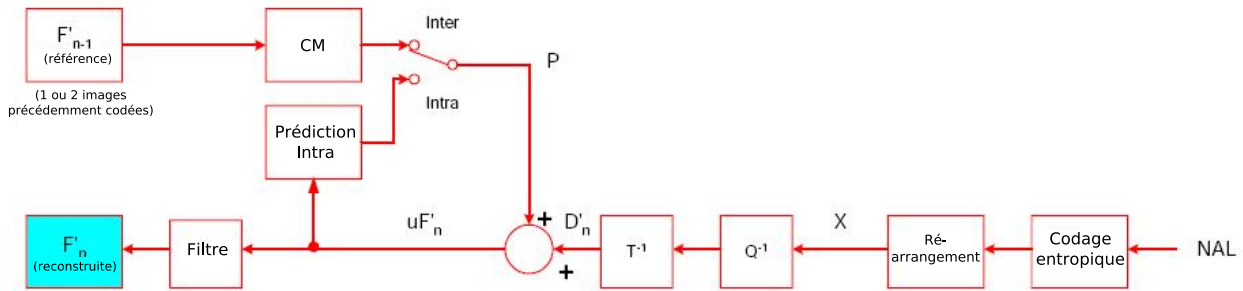 F'n-1
(référence)
(1 ou 2 images
précédemment codées)
CM
Inter
Intra
P
Prédiction
Intra
F'n
(reconstruite)
Filtre
uF'n
+
+
D'n
T-1
Q-1
X
Ré-
arrangement
Codage
entropique
NAL